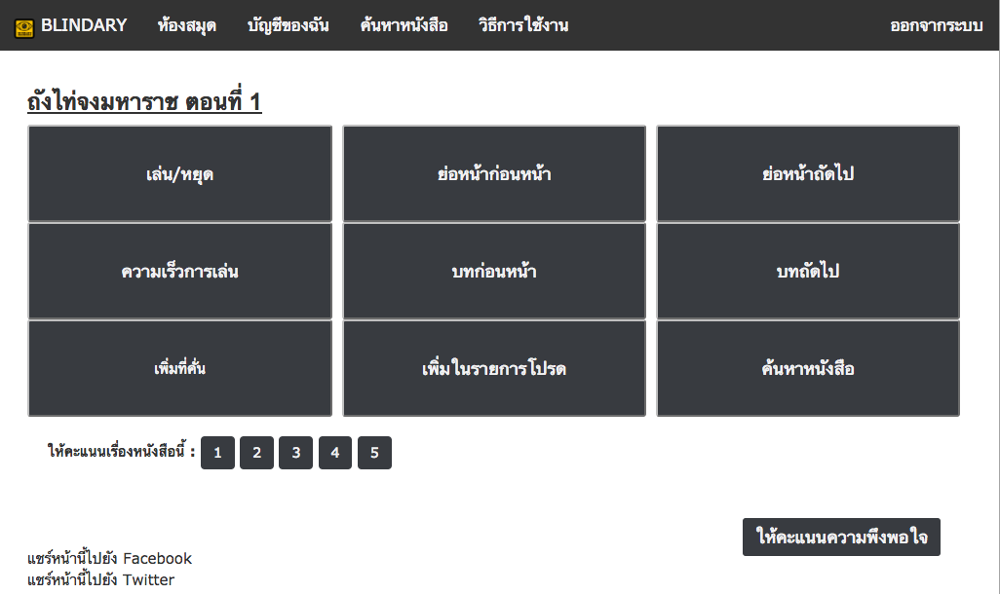 BLINDARY ห้องสมุด บัญชีของฉัน ค้นหาหนังสือ วิธีการใช้งาน ออกจากระบบ
ถังไท่จงมหาราช ตอนที่ 1
เล่น/หยุด ย่อหน้าก่อนหน้า ย่อหน้าถัดไป
ความเร็วการเล่น บทก่อนหน้า บทถัดไป
เพิ่มที่คั่น เพิ่มในรายการโปรด ค้นหาหนังสือ
ให้คะแนนเรื่องหนังสือนี้ : 1 2 3 4 5
ให้คะแนนความพึงพอใจ
แชร์หน้านี้ไปยัง Facebook
แชร์หน้านี้ไปยัง Twitter